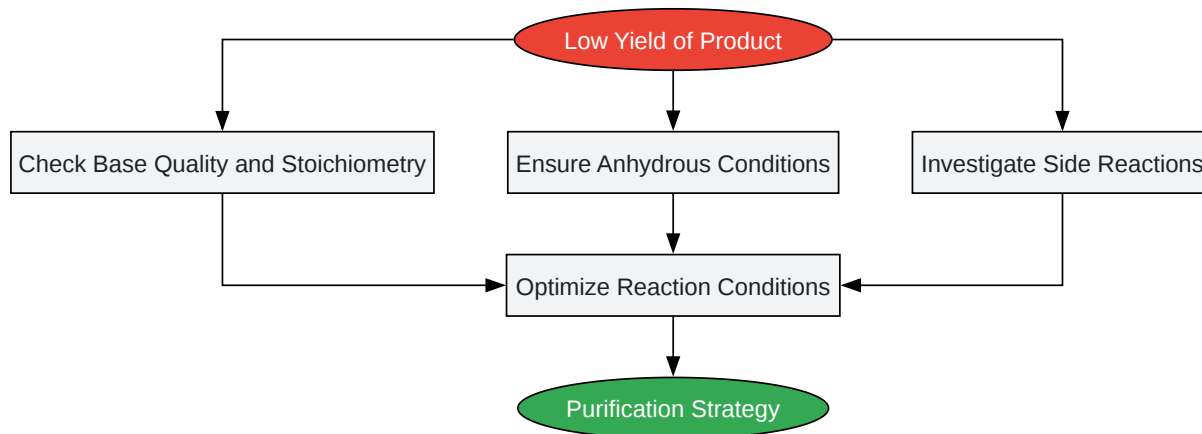 Low Yield of Product
Check Base Quality and Stoichiometry
Ensure Anhydrous Conditions
Investigate Side Reactions
Optimize Reaction Conditions
Purification Strategy